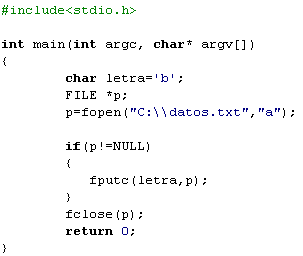 #include<stdio.h>
int main(int argc, char* argv[])
{
char letra='b';
FILE *p;
p=fopen("C:\\datos.txt","a");
if(p!=NULL)
{
fputc(letra,p);
}
fclose(p);
return 0;
}